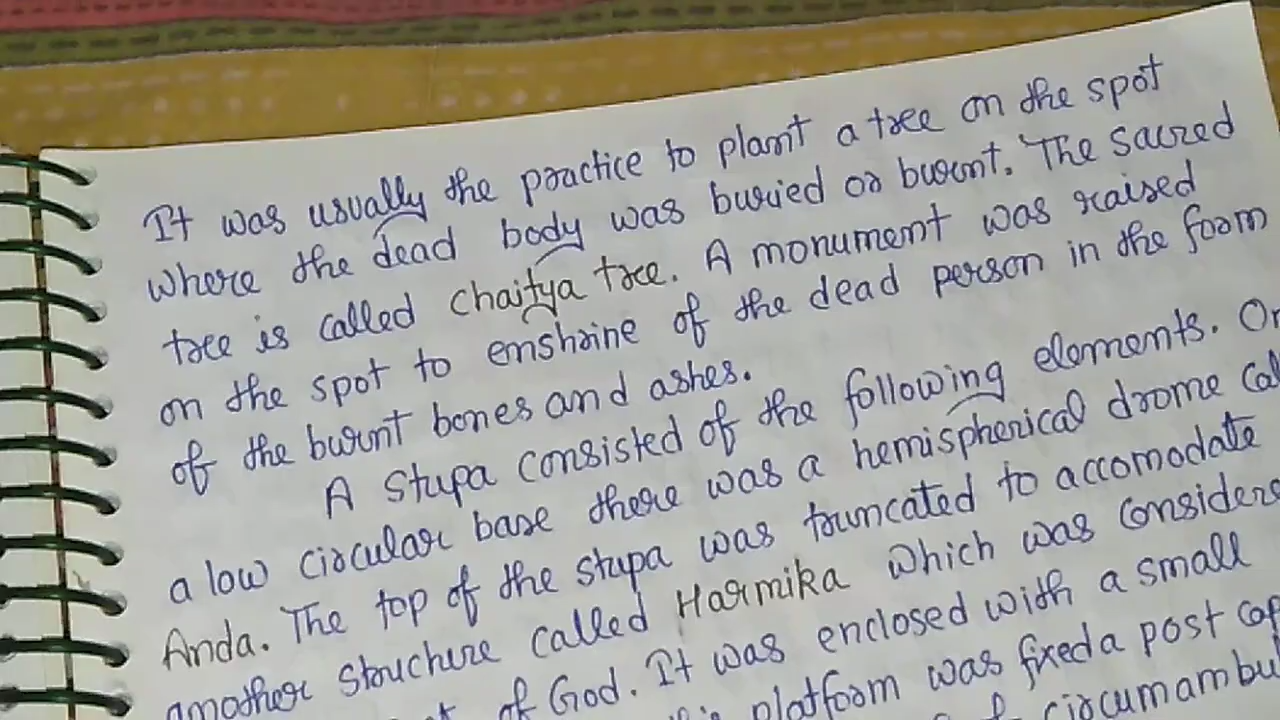 It was usually the practice to plant a tree on the spot
where the dead body was buried or burnt. The sacred
tree is called Chaitya tree. A monument was raised
on the spot to enshrine of the dead person in the form
of the burnt bones and ashes.
A Stupa consisted of the following elements. On
a low circular base there was a hemispherical drome cal
Anda. The top of the stupa was truncated to accomodate
another structure called Harmika which was considere
of God. It was enclosed with a small
platform was fixed a post cap
circumambul